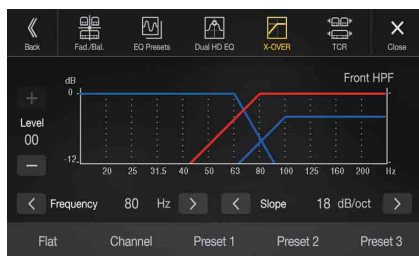 Back
Fad./Bal.
EQ Presets
Dual HD EQ
X-OVER
TCR
Close
dB
Front HPF
0
+
Level
00
−
-12
20 25 31.5 40 50 63 80 100 125 160 200 Hz
Frequency 80 Hz
Slope 18 dB/oct
Flat
Channel
Preset 1
Preset 2
Preset 3